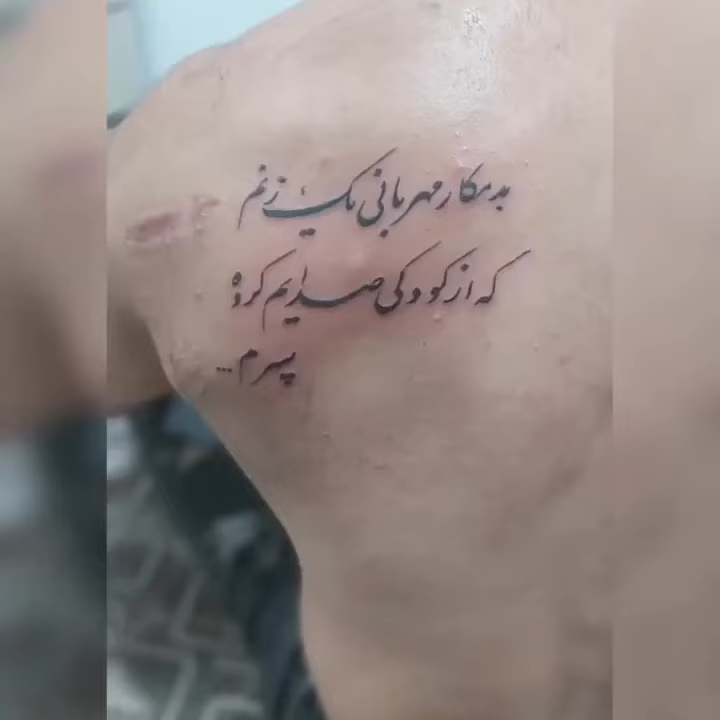 بدهکار مهربانی یک زنم
که از کودکی صدایم کرده
پسرم ...